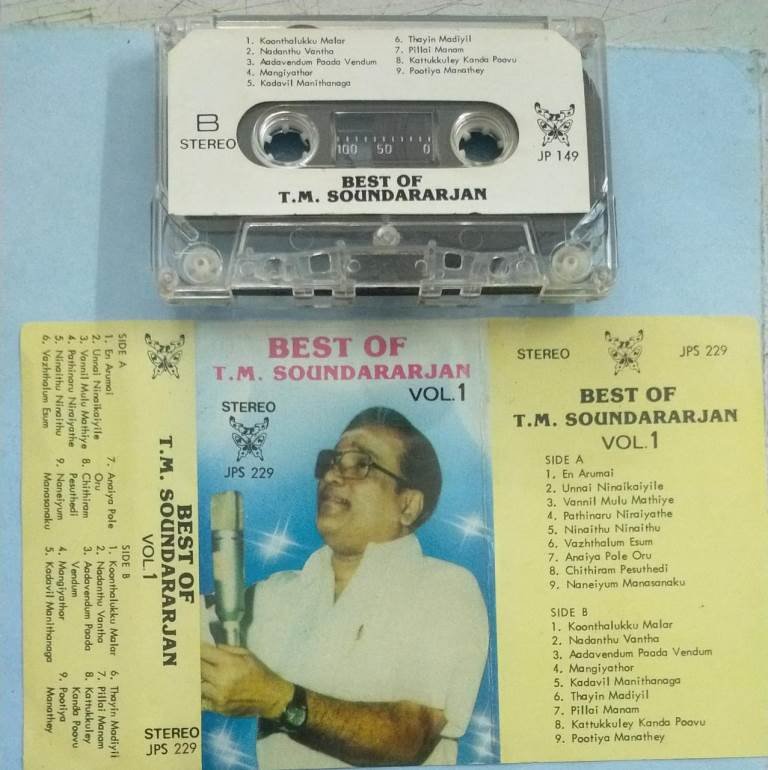 1. Koonthalukku Malar
2. Nadanthu Vantha
3. Aadavendum Paada Vendum
4. Mangiyathor
5. Kadavil Manithanaga
6. Thayin Madiyil
7. Pillai Manam
8. Kattukkuley Kanda Poovu
9. Pootiya Manathey
B
STEREO
100 50 0
JP
JP 149
BEST OF
T.M. SOUNDARARJAN
SIDE A
1. En Arumai
2. Unnai Ninaikaiyile
3. Vannil Mulu Mathiye
4. Pathinaru Niraiyathe
5. Ninaithu Ninaithu
6. Vazhthalum Esum
7. Anaiya Pole
Oru
8. Chithiram
Pesuthedi
9. Naneiyum
Manasanaku
SIDE B
1. Koonthalukku Malar
2. Nadanthu Vantha
3. Aadavendum Paada
Vendum
4. Mangiyathor
5. Kadavil Manithanaga
6. Thayin Madiyil
7. Pillai Manam
8. Kattukkuley
Kanda Poovu
9. Pootiya
Manathey
JP
BEST OF
T.M. SOUNDARARJAN
VOL.1
STEREO
JPS 229
BEST OF
T.M. SOUNDARARJAN
VOL.1
STEREO
JP
JPS 229
STEREO
JP
JPS 229
BEST OF
T.M. SOUNDARARJAN
VOL.1
SIDE A
1. En Arumai
2. Unnai Ninaikaiyile
3. Vannil Mulu Mathiye
4. Pathinaru Niraiyathe
5. Ninaithu Ninaithu
6. Vazhthalum Esum
7. Anaiya Pole Oru
8. Chithiram Pesuthedi
9. Naneiyum Manasanaku
SIDE B
1. Koonthalukku Malar
2. Nadanthu Vantha
3. Aadavendum Paada Vendum
4. Mangiyathor
5. Kadavil Manithanaga
6. Thayin Madiyil
7. Pillai Manam
8. Kattukkuley Kanda Poovu
9. Pootiya Manathey